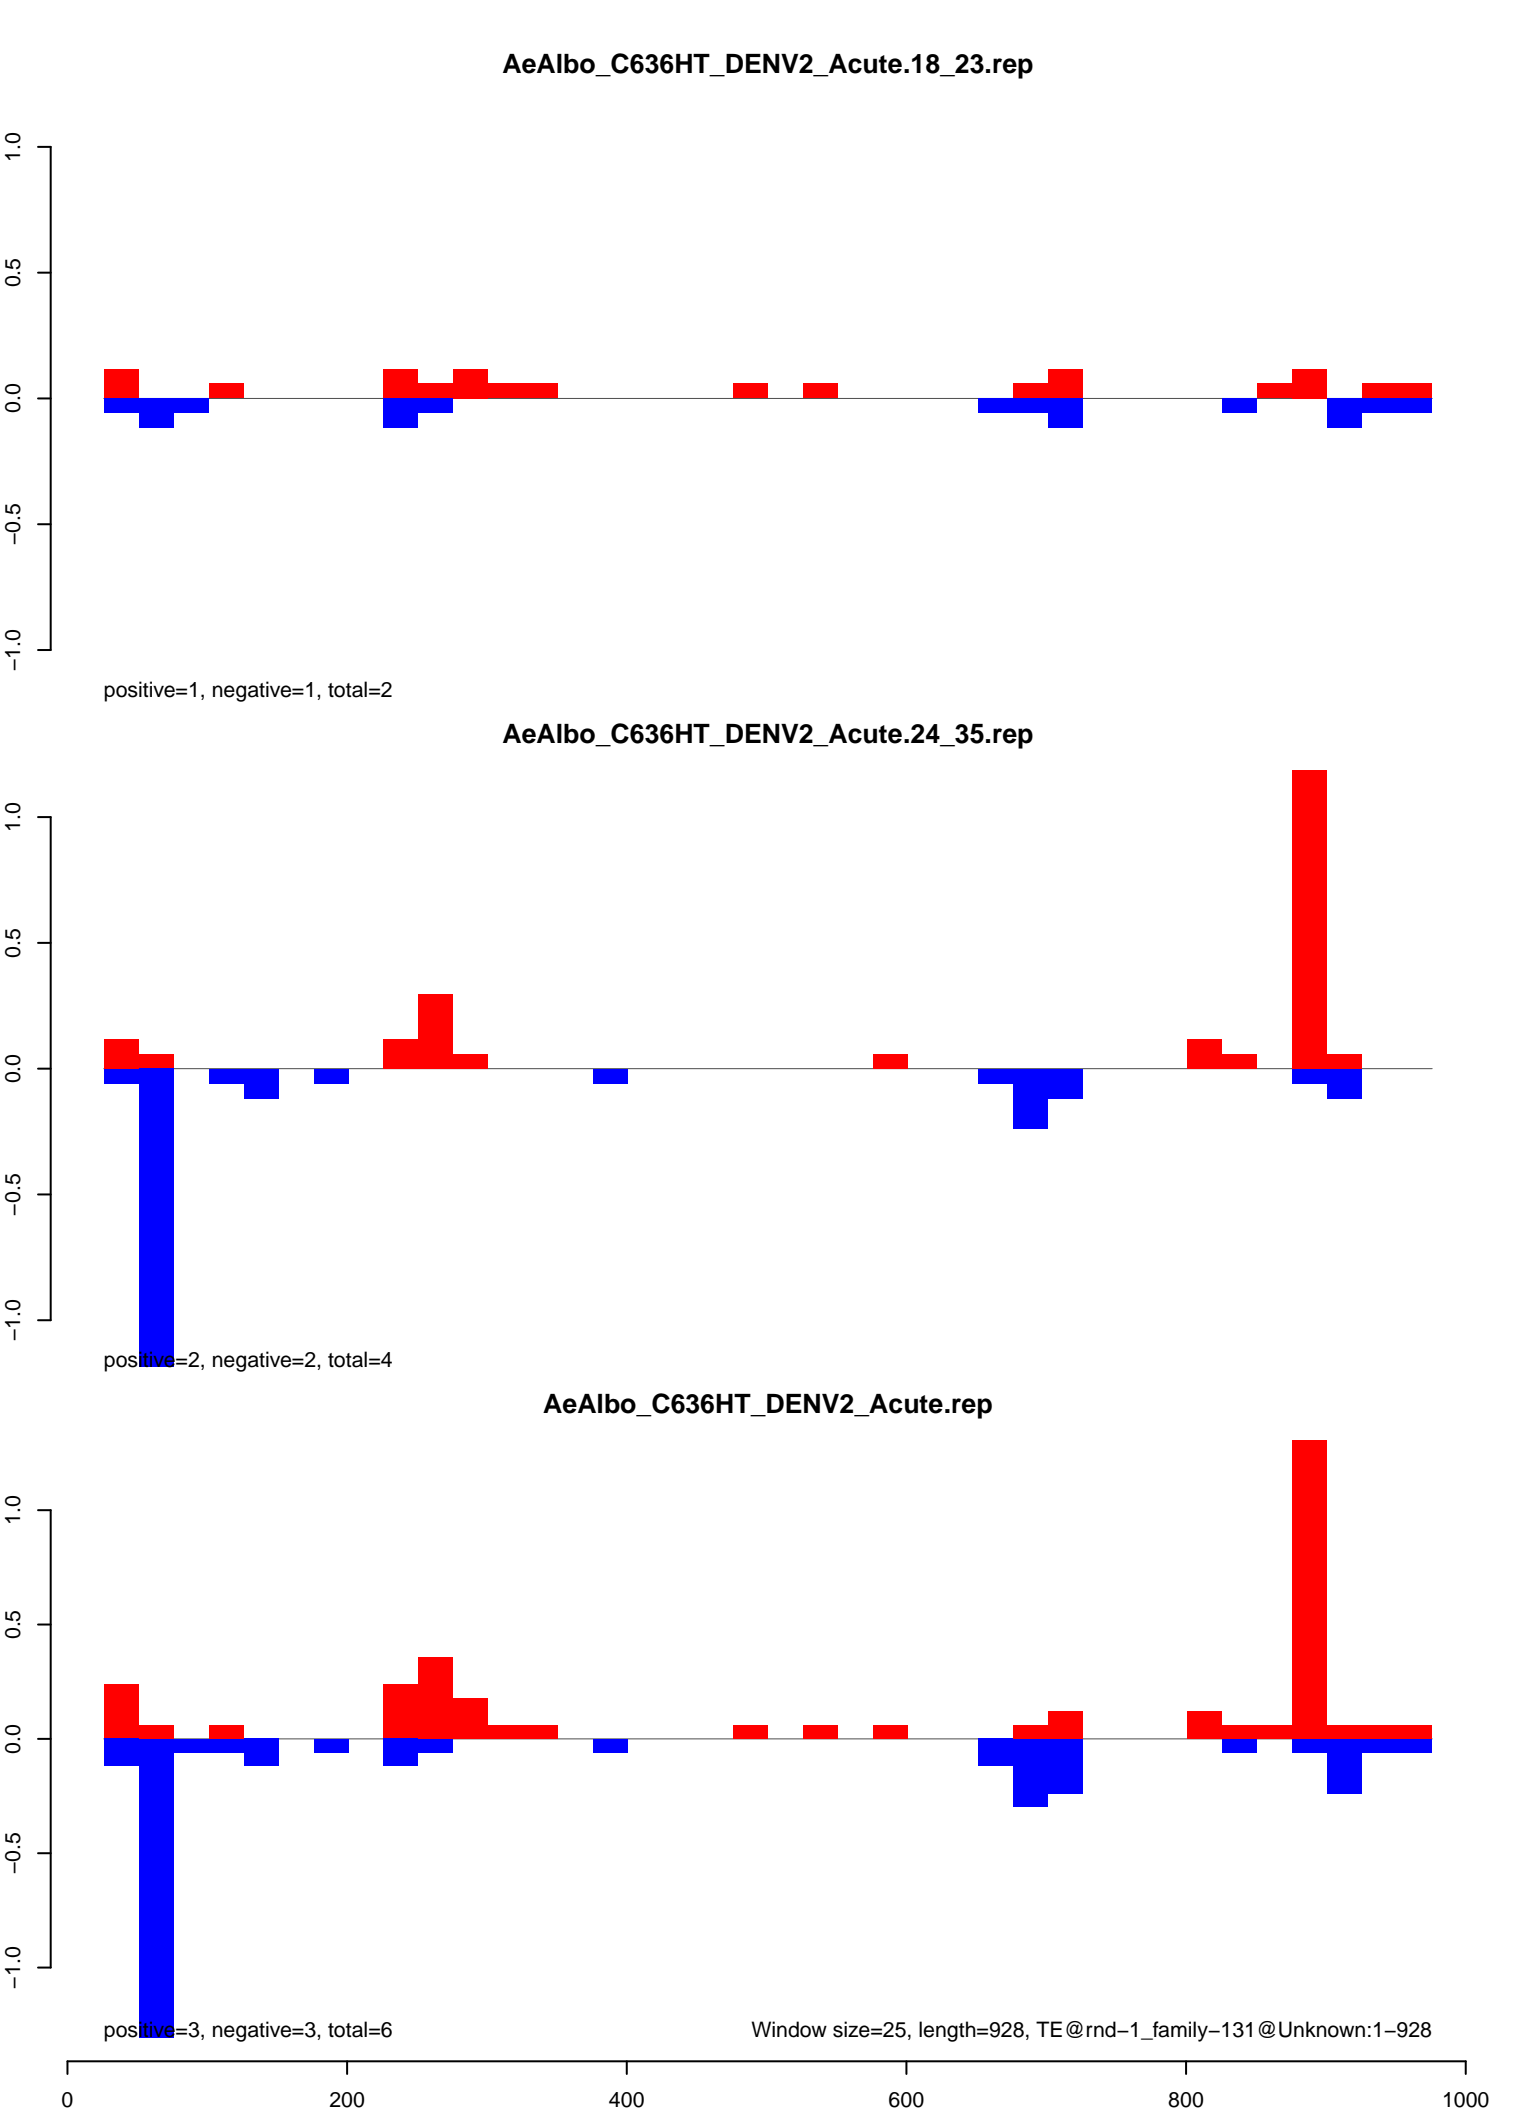 AeAlbo_C636HT_DENV2_Acute.18_23.rep
1.0
0.5
0.0
−0.5
−1.0
positive=1, negative=1, total=2
AeAlbo_C636HT_DENV2_Acute.24_35.rep
1.0
0.5
0.0
−0.5
−1.0
positive=2, negative=2, total=4
AeAlbo_C636HT_DENV2_Acute.rep
1.0
0.5
0.0
−0.5
−1.0
positive=3, negative=3, total=6
Window size=25, length=928, TE@rnd−1_family−131@Unknown:1−928
0 200 400 600 800 1000